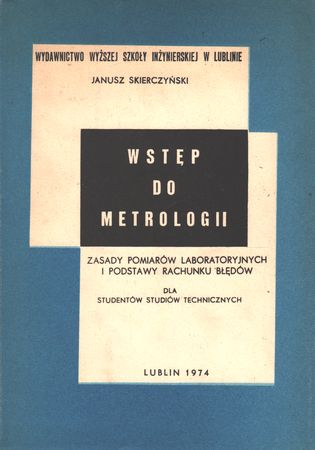 WYDAWNICTWO WYŻSZEJ SZKOŁY INŻYNIERSKIEJ W LUBLINIE
JANUSZ SKIERCZYŃSKI
WSTĘP
DO
METROLOGII
ZASADY POMIARÓW LABORATORYJNYCH
I PODSTAWY RACHUNKU BŁĘDÓW
DLA
STUDENTÓW STUDIÓW TECHNICZNYCH
LUBLIN 1974